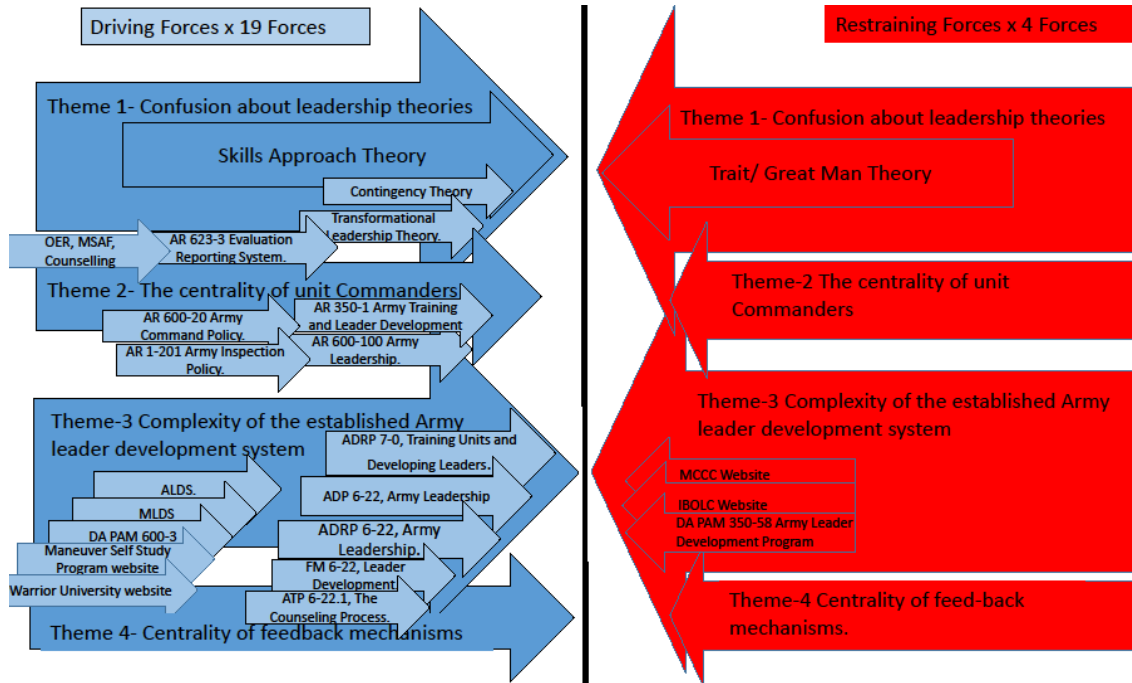 Driving Forces x 19 Forces
Theme 1- Confusion about leadership theories
Skills Approach Theory
Contingency Theory
Transformational
Leadership Theory.
OER, MSAF,
Counselling
AR 623-3 Evaluation
Reporting System.
Theme 2- The centrality of unit Commanders
AR 600-20 Army
Command Policy.
AR 350-1 Army Training
and Leader Development
AR 1-201 Army Inspection
Policy.
AR 600-100 Army
Leadership.
Theme-3 Complexity of the established Army
leader development system
ADRP 7-0, Training Units and
Developing Leaders.
ALDS.
MLDS
DA PAM 600-3
Maneuver Self Study
Program website
Warrior University website
ADP 6-22, Army Leadership
ADRP 6-22, Army
Leadership.
FM 6-22, Leader
Development
ATP 6-22.1, The
Counseling Process.
Theme 4- Centrality of feedback mechanisms
Restraining Forces x 4 Forces
Theme 1- Confusion about leadership theories
Trait/ Great Man Theory
Theme-2 The centrality of unit
Commanders
Theme-3 Complexity of the established Army
leader development system
MCCC Website
IBOLC Website
DA PAM 350-58 Army Leader
Development Program
Theme-4 Centrality of feed-back
mechanisms.